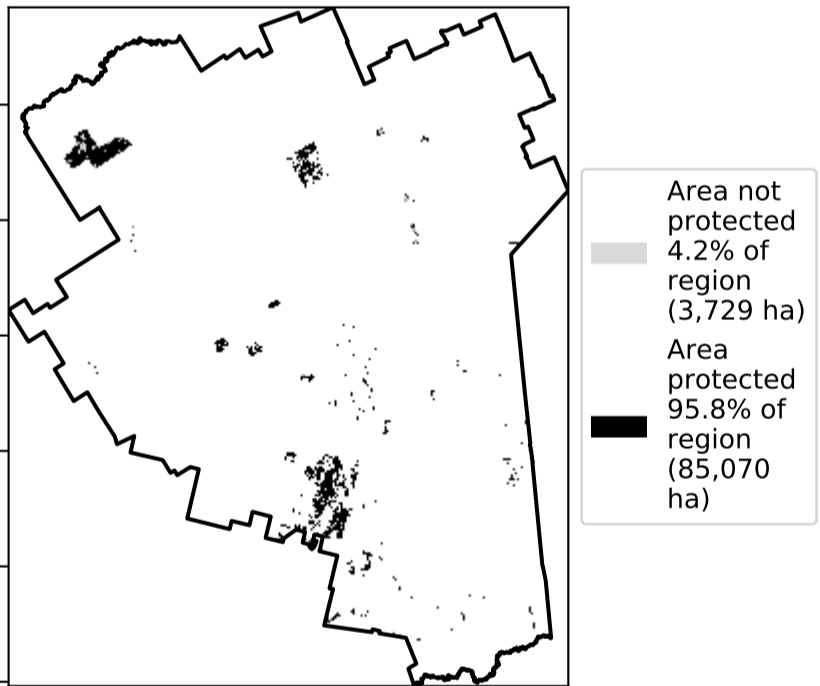 Area not
protected
4.2% of
region
(3,729 ha)
Area
protected
95.8% of
region
(85,070
ha)